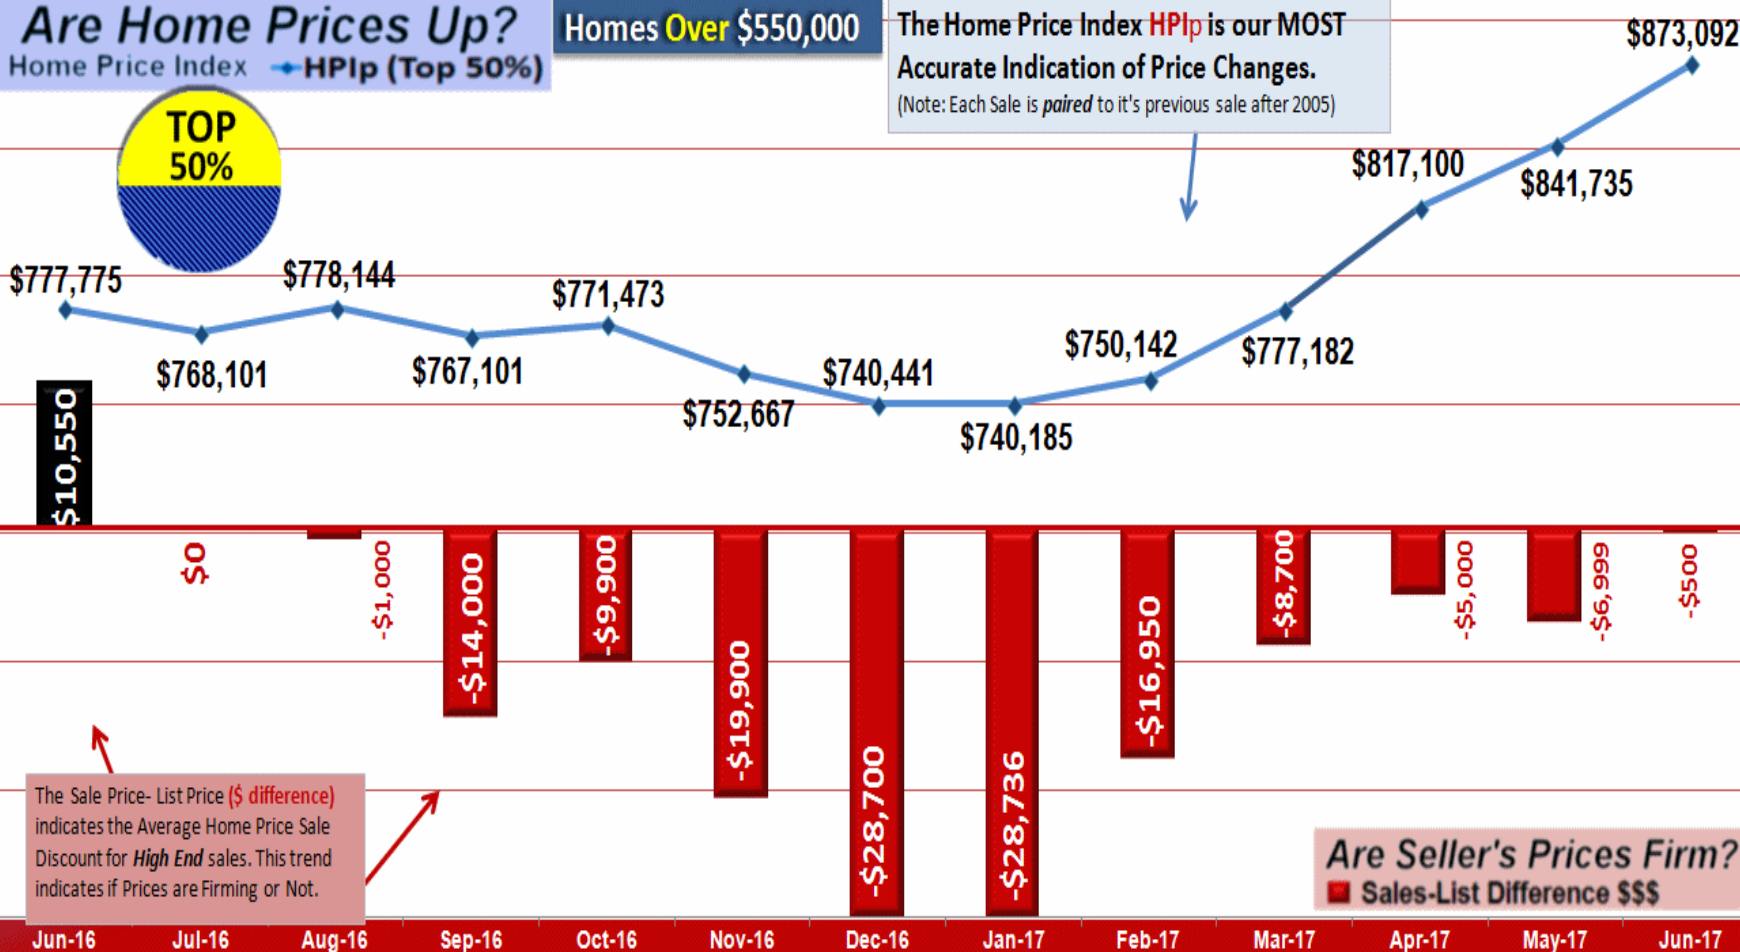 Are Home Prices Up?
Home Price Index HPIp (Top 50%)
Homes Over $550,000
The Home Price Index HPIp is our MOST
Accurate Indication of Price Changes.
(Note: Each Sale is paired to it's previous sale after 2005)
TOP
50%
$777,775
$768,101
$778,144
$767,101
$771,473
$752,667
$740,441
$740,185
$750,142
$777,182
$817,100
$841,735
$873,092
$10,550
$0
-$1,000
-$14,000
-$9,900
-$19,900
-$28,700
-$28,736
-$16,950
-$8,700
-$5,000
-$6,999
-$500
The Sale Price- List Price ($ difference)
indicates the Average Home Price Sale
Discount for High End sales. This trend
indicates if Prices are Firming or Not.
Are Seller's Prices Firm?
Sales-List Difference $$$
Jun-16 Jul-16 Aug-16 Sep-16 Oct-16 Nov-16 Dec-16 Jan-17 Feb-17 Mar-17 Apr-17 May-17 Jun-17